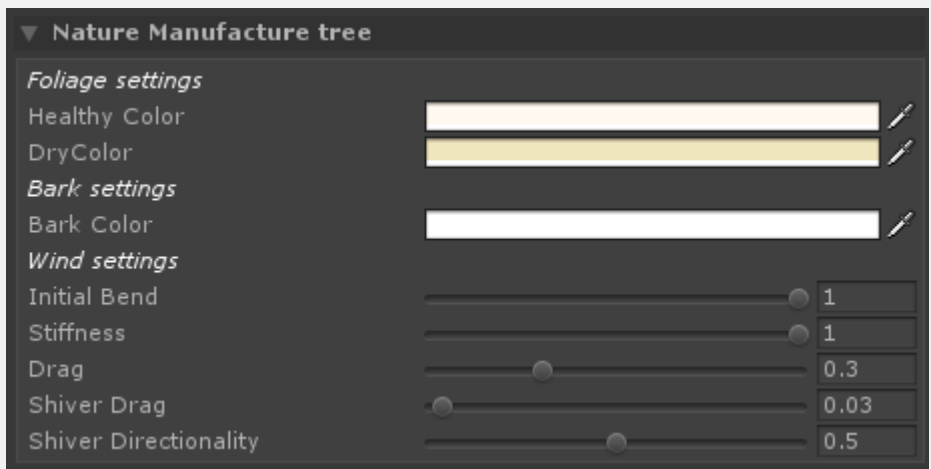 Nature Manufacture tree
Foliage settings
Healthy Color
DryColor
Bark settings
Bark Color
Wind settings
Initial Bend 1
Stiffness 1
Drag 0.3
Shiver Drag 0.03
Shiver Directionality 0.5